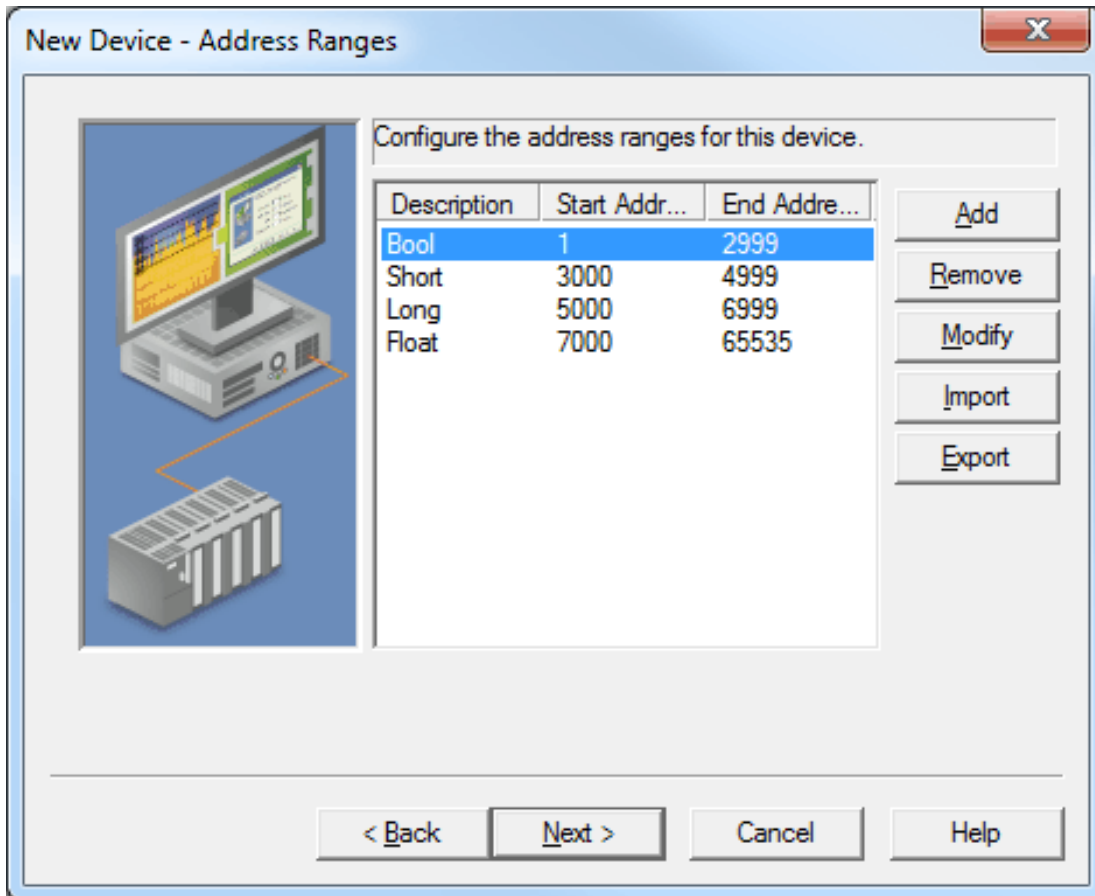 New Device - Address Ranges
x
Configure the address ranges for this device.
Description Start Addr... End Addre...
Bool 1 2999
Short 3000 4999
Long 5000 6999
Float 7000 65535
Add
Remove
Modify
Import
Export
< Back Next > Cancel Help